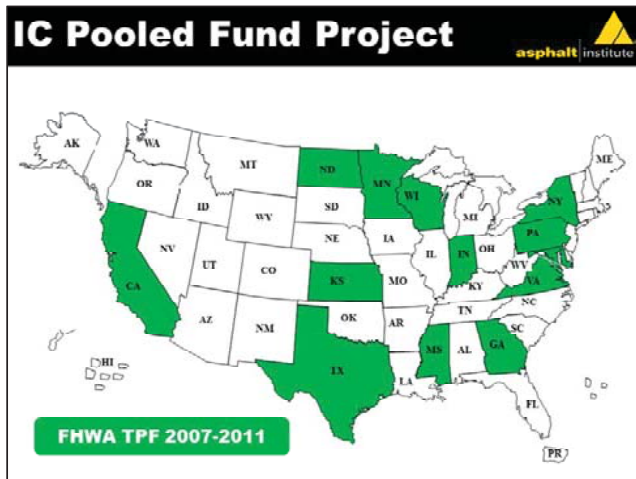 IC Pooled Fund Project
asphalt institute
AK
WA
MT
ND
MN
WI
ME
OR
ID
WY
SD
MI
NY
NV
UT
CO
NE
IA
IL
IN
OH
PA
CA
KS
MO
KY
WV
VA
AZ
NM
OK
AR
TN
NC
SC
TX
LA
MS
AL
GA
FL
HI
PR
FHWA TPF 2007-2011